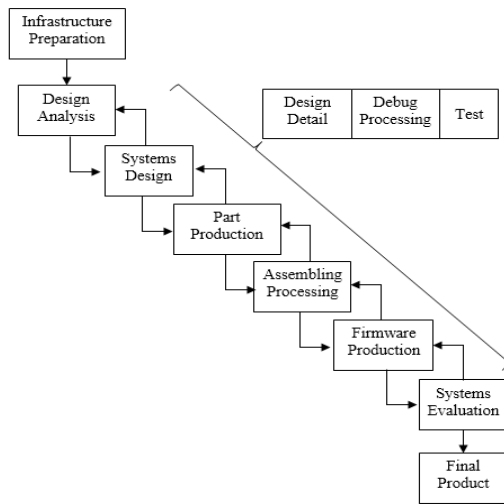 Infrastructure
Preparation
Design
Analysis
Design
Detail
Debug
Processing
Test
Systems
Design
Part
Production
Assembling
Processing
Firmware
Production
Systems
Evaluation
Final
Product